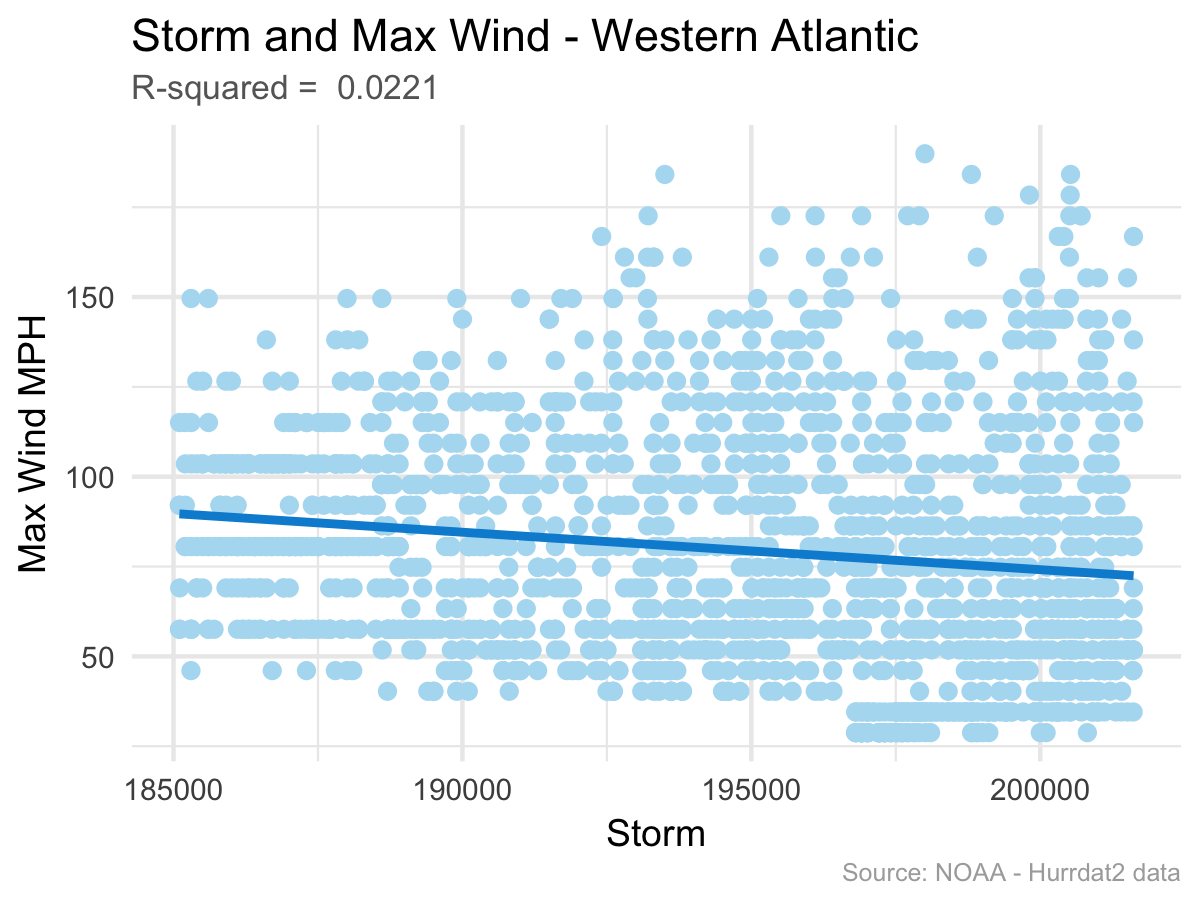 Storm and Max Wind - Western Atlantic
R-squared =  0.0221
Max Wind MPH
150
100
50
185000
190000
195000
200000
Storm
Source: NOAA - Hurrdat2 data